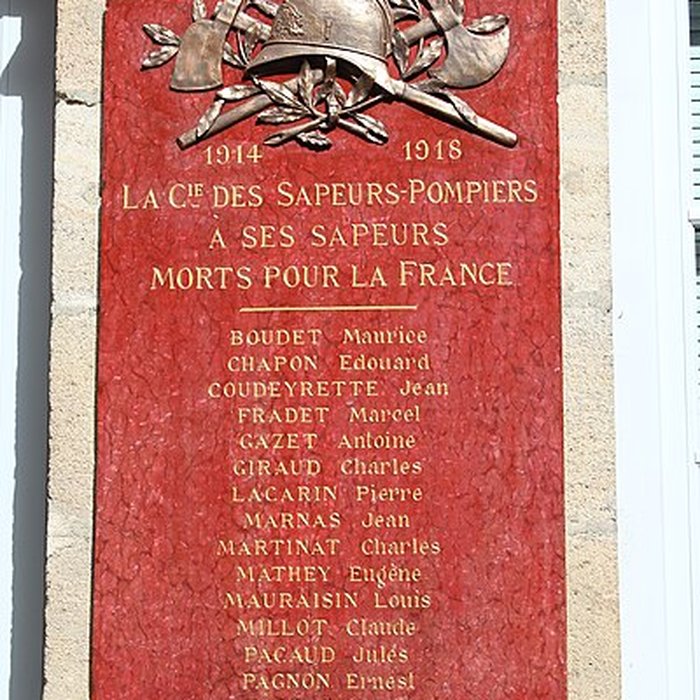 1914 1918
LA CIE DES SAPEURS-POMPIERS
À SES SAPEURS
MORTS POUR LA FRANCE
BOUDET Maurice
CHAPON Edouard
COUDEYRETTE Jean
FRADET Marcel
GAZET Antoine
GIRAUD Charles
LACARIN Pierre
MARNAS Jean
MARTINAT Charles
MATHEY Eugène
MAURAISIN Louis
MILLOT Claude
PACAUD Jules
PAGNON Ernest